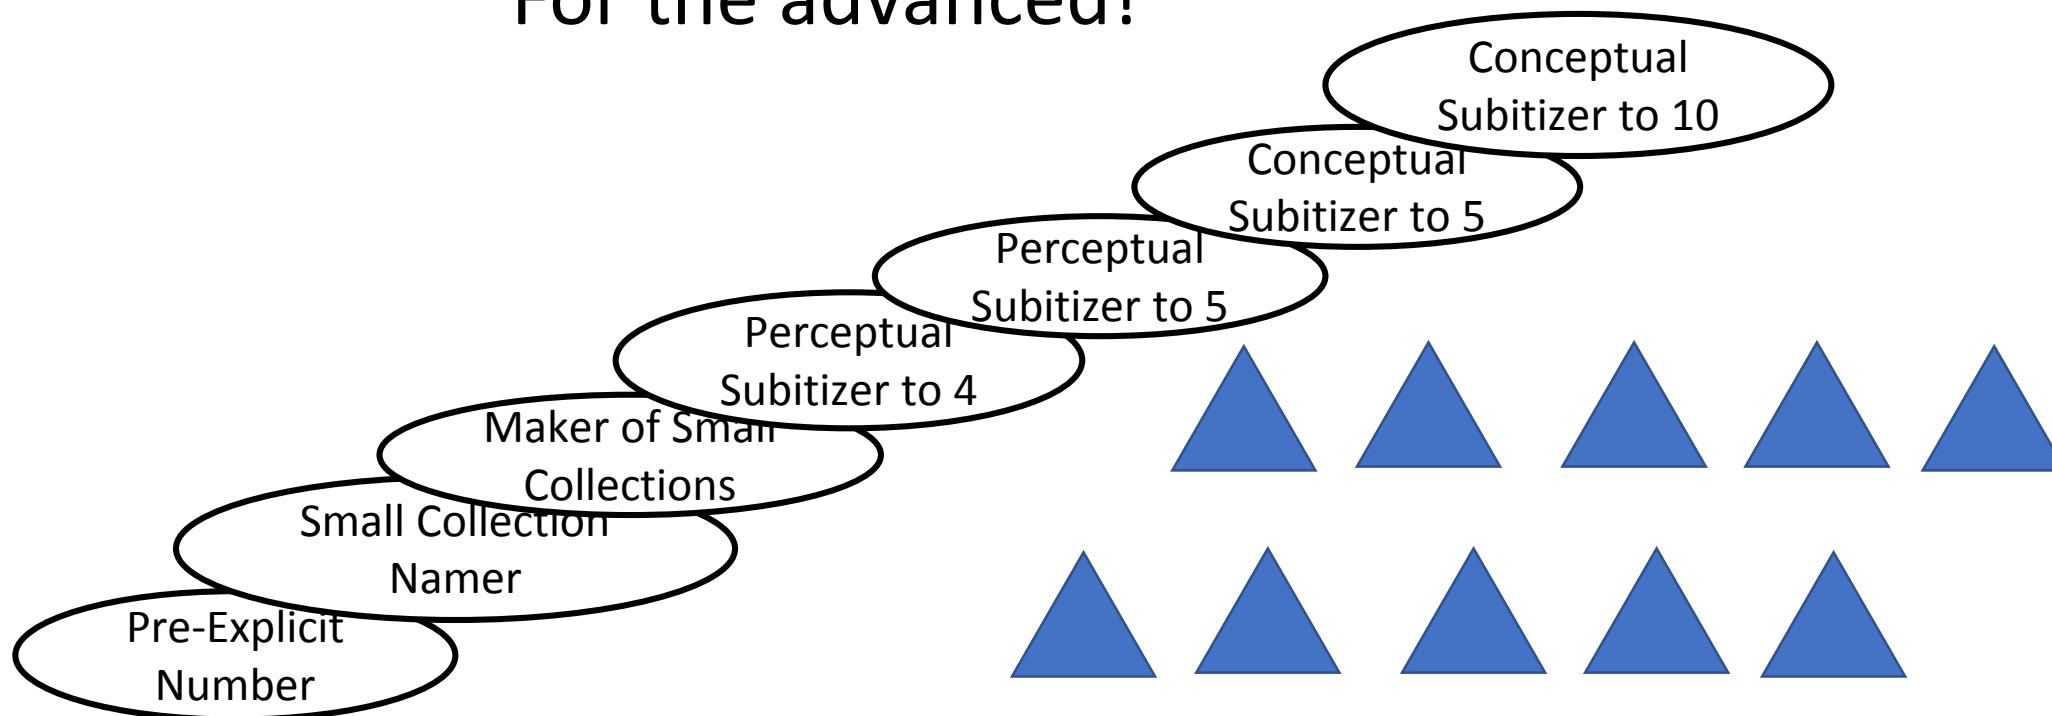 For the advanced!
Conceptual
Subitizer to 10
Conceptual
Subitizer to 5
Perceptual
Subitizer to 5
Perceptual
Subitizer to 4
Maker of Small
Collections
Small Collection
Namer
Pre-Explicit
Number